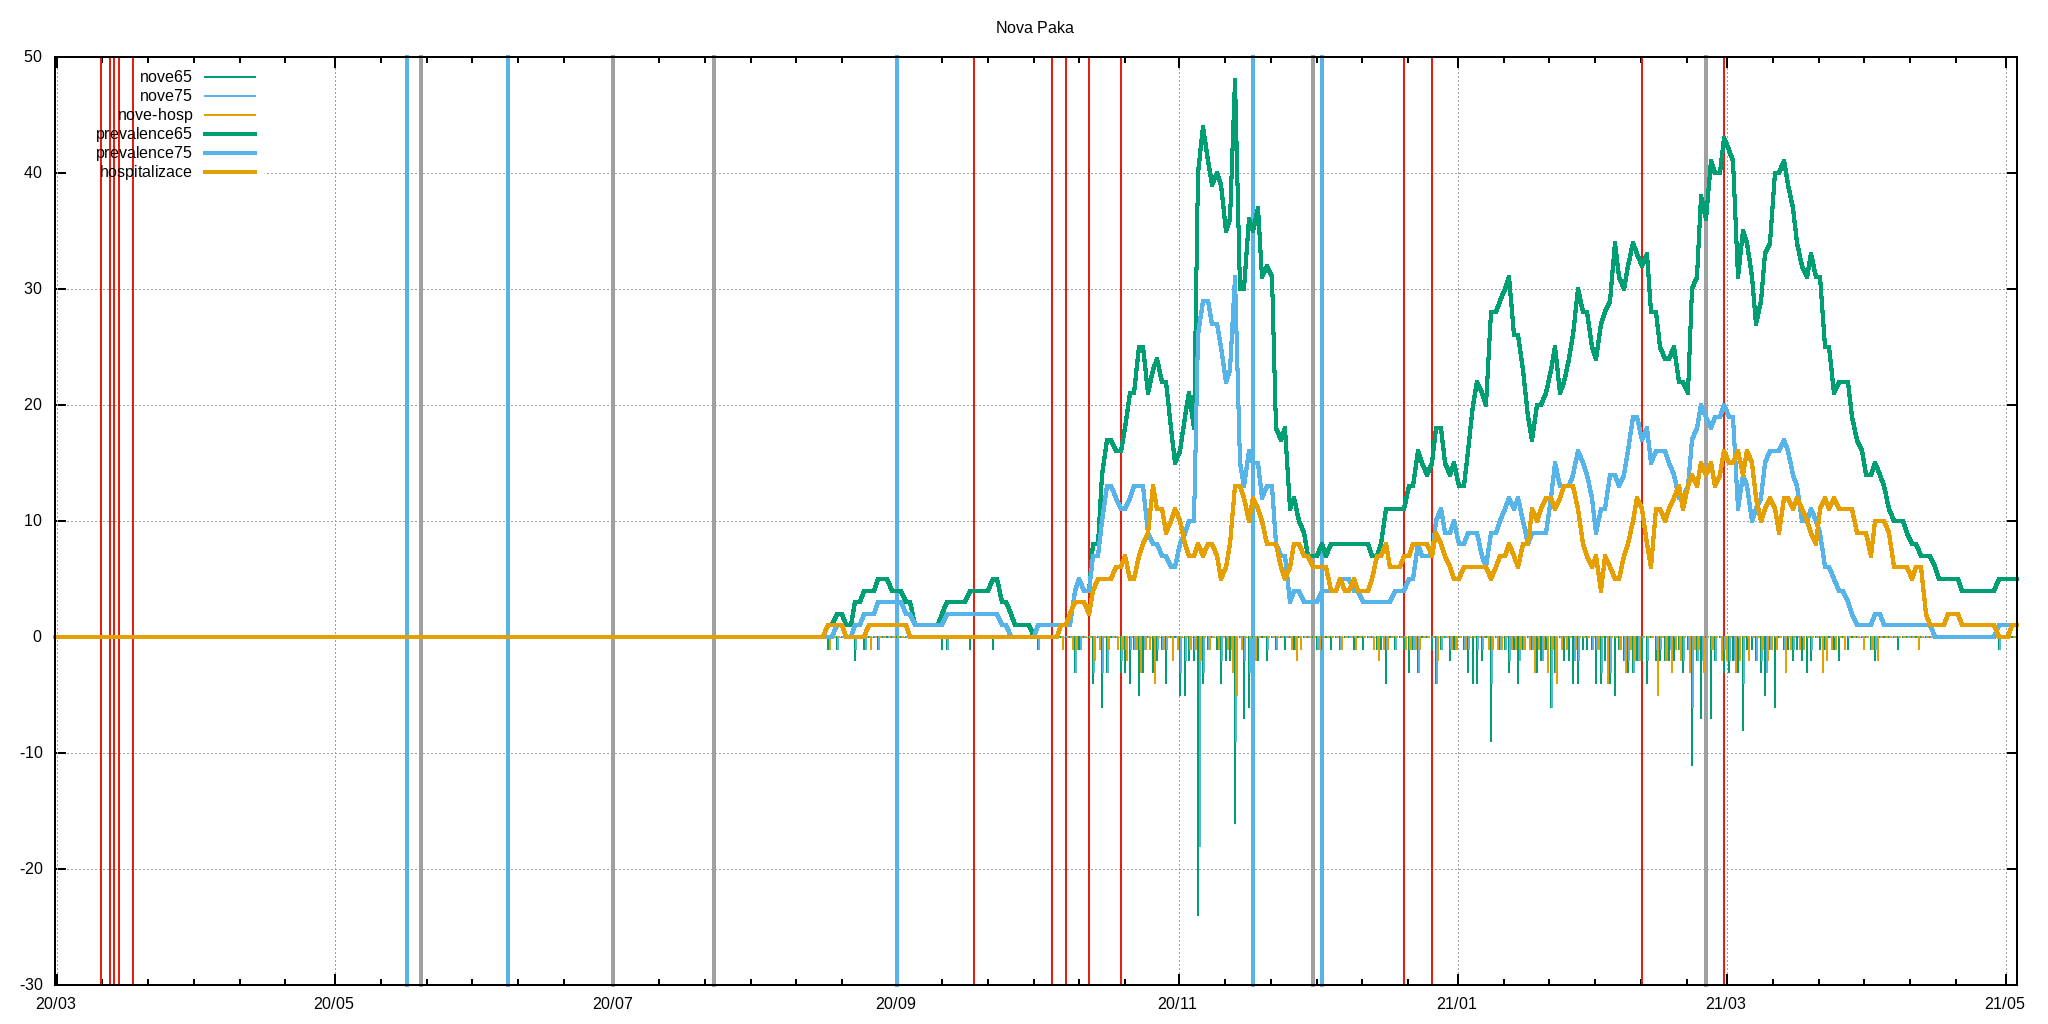 Nova Paka
50
40
30
20
10
0
-10
-20
-30
nove65
nove75
nove-hosp
prevalence65
prevalence75
hospitalizace
20/03 20/05 20/07 20/09 20/11 21/01 21/03 21/05